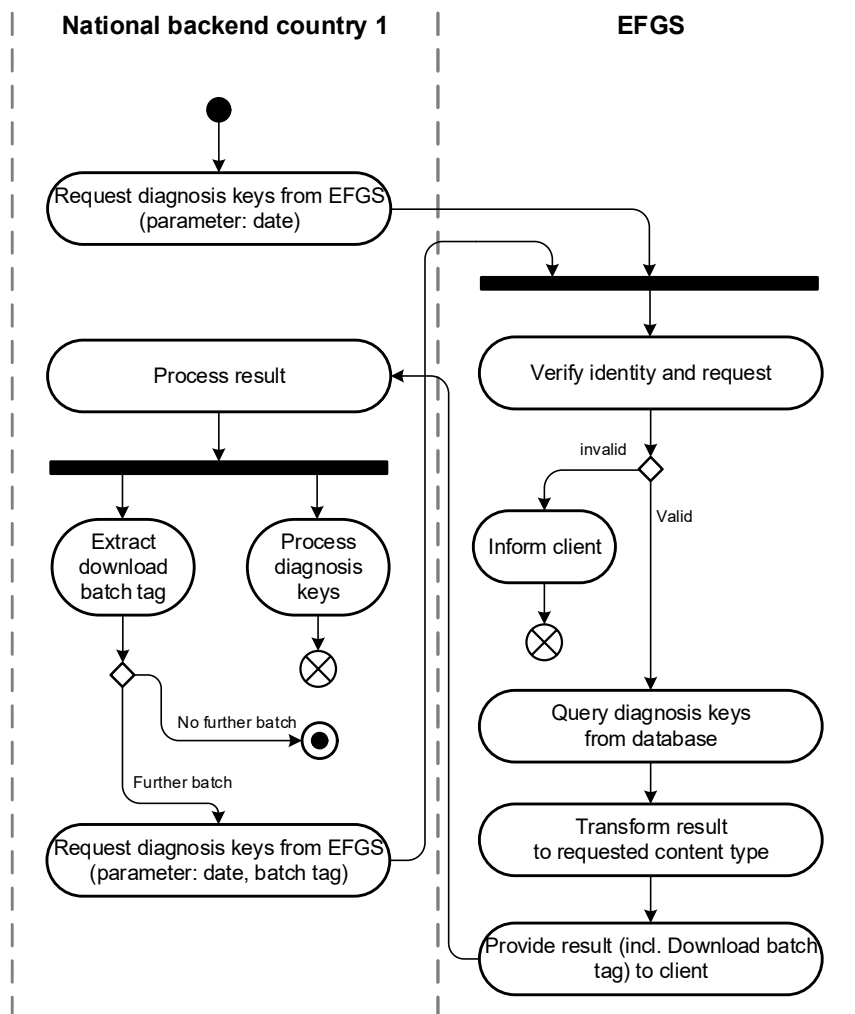 National backend country 1
EFGS
Request diagnosis keys from EFGS
(parameter: date)
Process result
Verify identity and request
invalid
Valid
Extract
download
batch tag
Process
diagnosis
keys
Inform client
No further batch
Query diagnosis keys
from database
Further batch
Request diagnosis keys from EFGS
(parameter: date, batch tag)
Transform result
to requested content type
Provide result (incl. Download batch
tag) to client